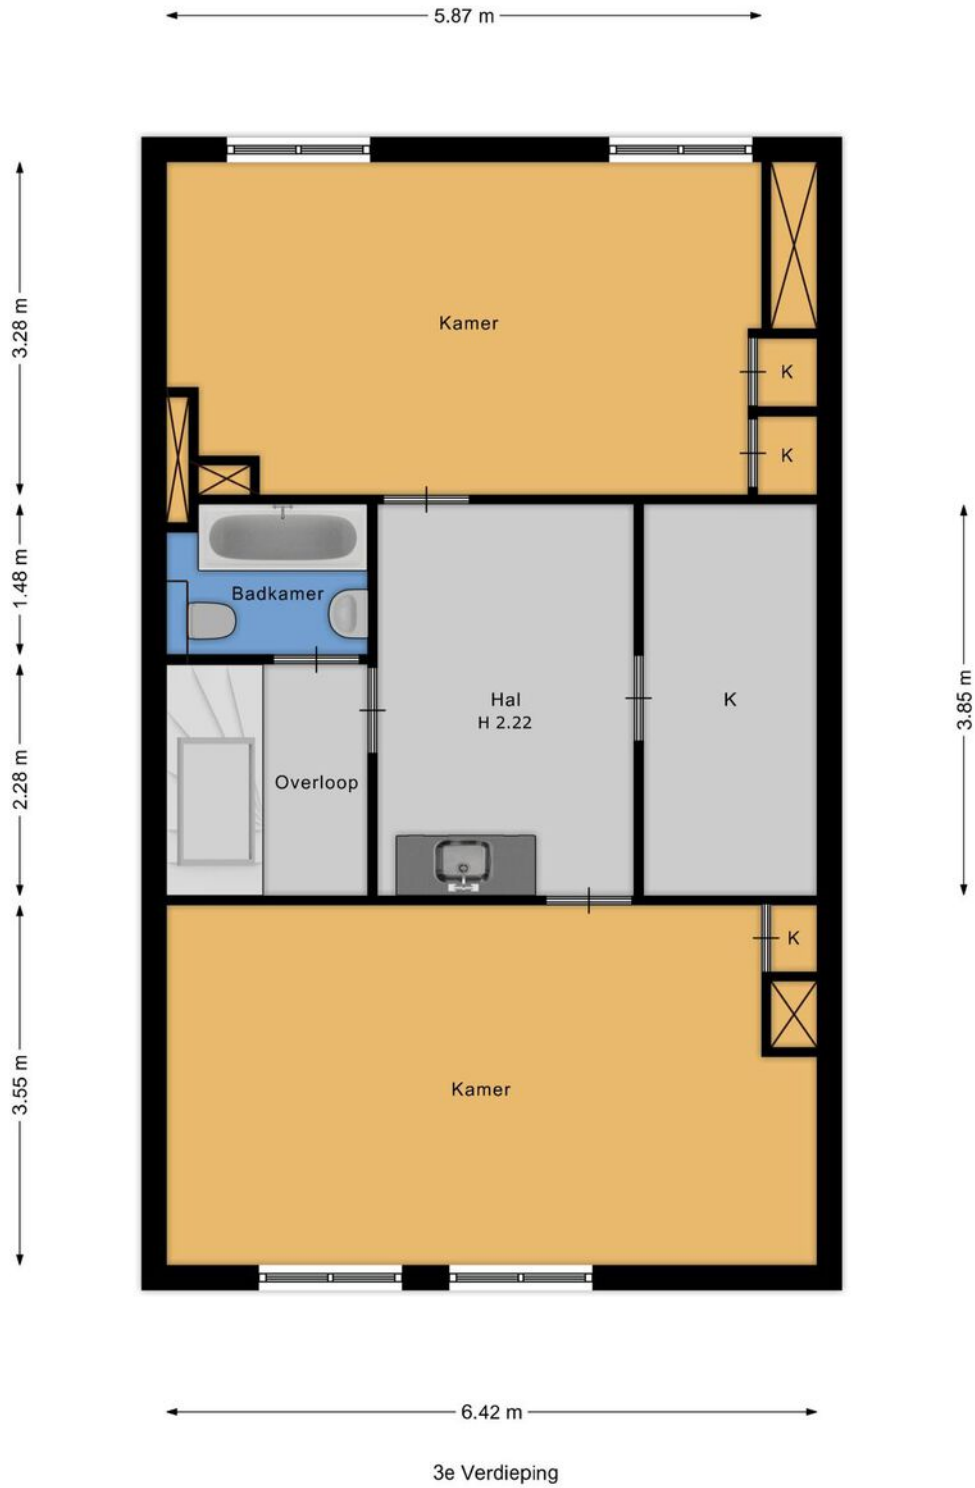 5.87 m
3.28 m
Kamer
K
K
1.48 m
Badkamer
3.85 m
Hal
H 2.22
K
2.28 m
Overloop
K
3.55 m
Kamer
6.42 m
3e Verdieping